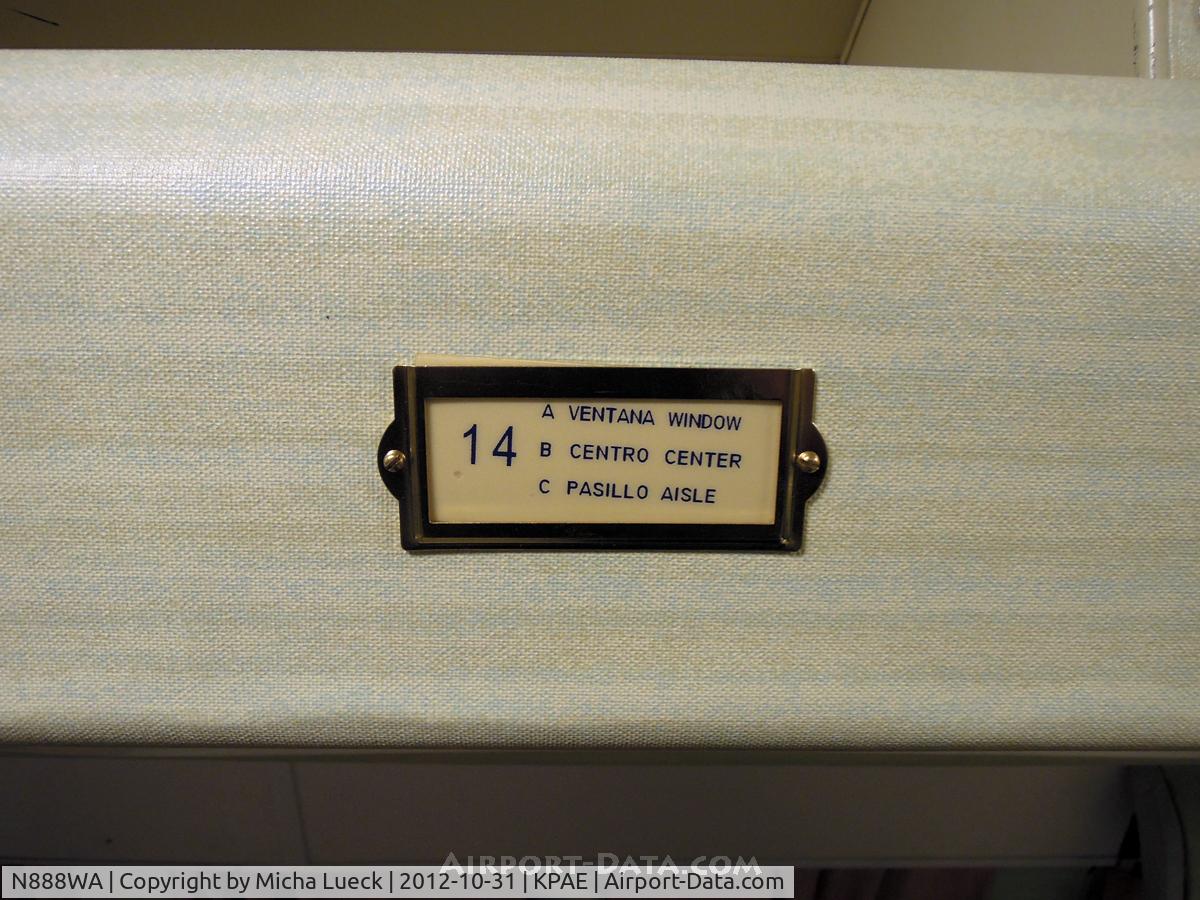 14
A VENTANA WINDOW
B CENTRO CENTER
C PASILLO AISLE
Airport-Data.com
N888WA | Copyright by Micha Lueck | 2012-10-31 | KPAE | Airport-Data.com